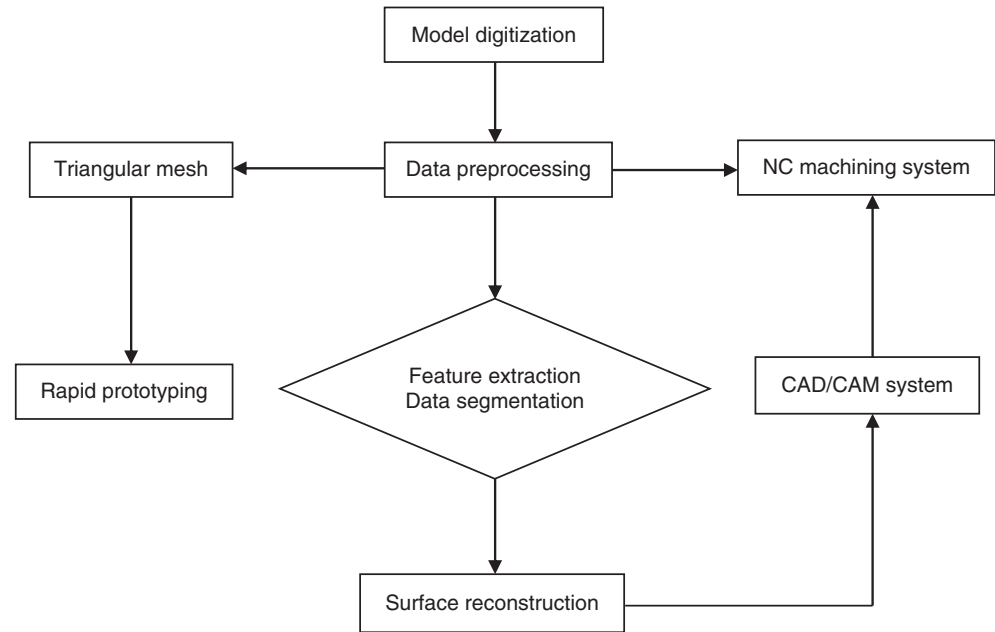 Model digitization
Triangular mesh
Data preprocessing
NC machining system
Rapid prototyping
Feature extraction
Data segmentation
CAD/CAM system
Surface reconstruction